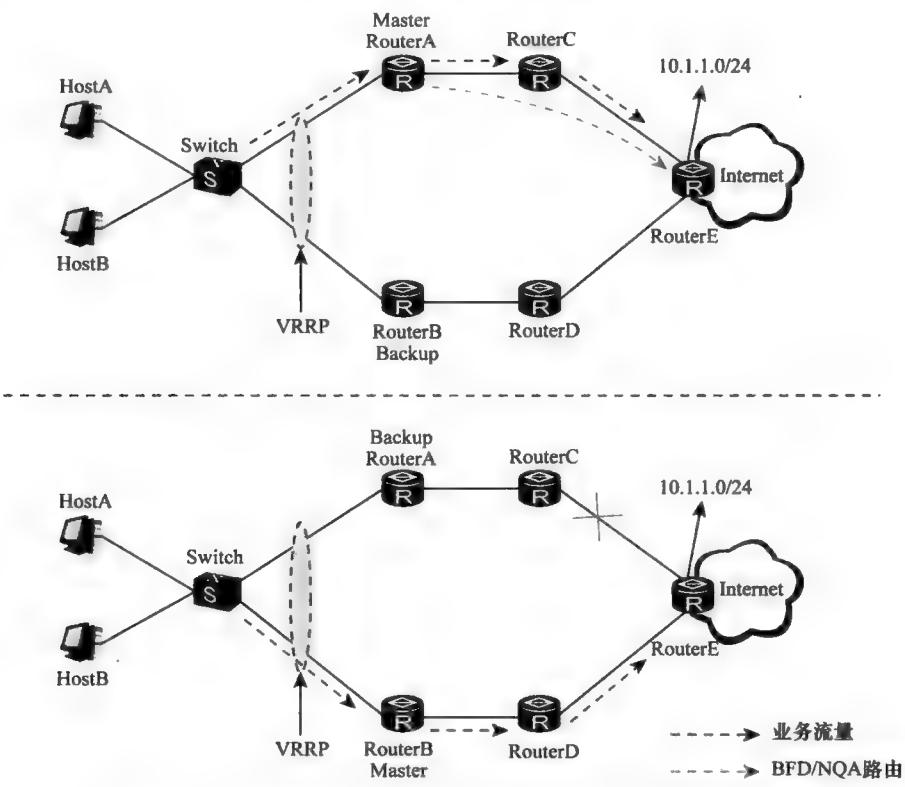 Master
RouterA
RouterC
10.1.1.0/24
HostA
Switch
S
R
R
R
Internet
RouterE
HostB
VRRP
R
R
RouterB
Backup
RouterD
Backup
RouterA
RouterC
10.1.1.0/24
HostA
R
R
Switch
S
R
Internet
RouterE
HostB
VRRP
R
R
RouterB
Master
RouterD
业务流量
BFD/NQA路由